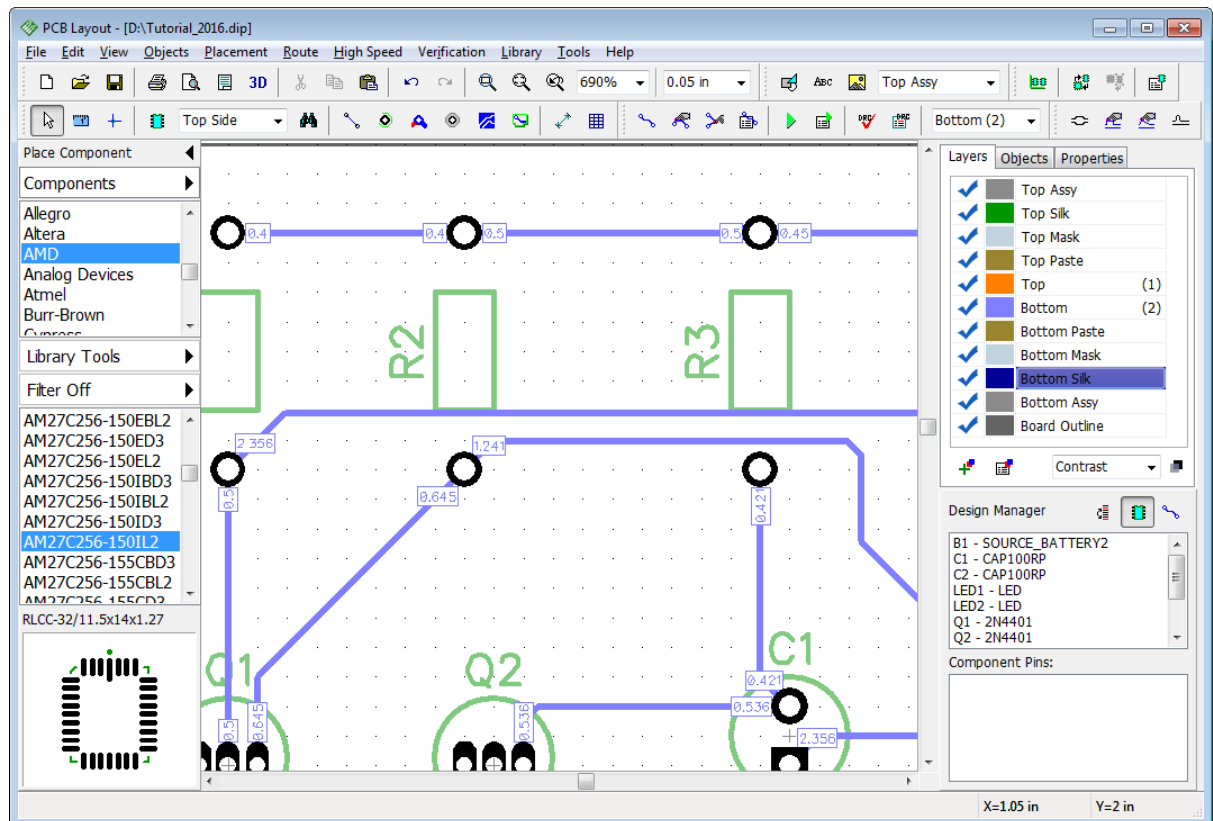 PCB Layout - [D:\Tutorial_2016.dip]
File Edit View Objects Placement Route High Speed Verification Library Tools Help
3D 690% 0.05 in ABC Top Assy
Top Side DRC DRC Bottom (2)
Place Component
Components
Allegro
Altera
AMD
Analog Devices
Atmel
Burr-Brown
Cypress
Library Tools
Filter Off
AM27C256-150EBL2
AM27C256-150ED3
AM27C256-150EL2
AM27C256-150IBD3
AM27C256-150IBL2
AM27C256-150ID3
AM27C256-150IL2
AM27C256-155CBD3
AM27C256-155CBL2
AM27C256-155CD3
RLCC-32/11.5x14x1.27
0.4 0.4 0.5 0.5 0.45
R2 R3
2.356 1.241
0.5 0.645 0.421
Q1 Q2 C1
0.421
0.5 0.645 0.536 0.536
2.356
Layers Objects Properties
Top Assy
Top Silk
Top Mask
Top Paste
Top (1)
Bottom (2)
Bottom Paste
Bottom Mask
Bottom Silk
Bottom Assy
Board Outline
Contrast
Design Manager
B1 - SOURCE_BATTERY2
C1 - CAP100RP
C2 - CAP100RP
LED1 - LED
LED2 - LED
Q1 - 2N4401
Q2 - 2N4401
Component Pins:
X=1.05 in Y=2 in